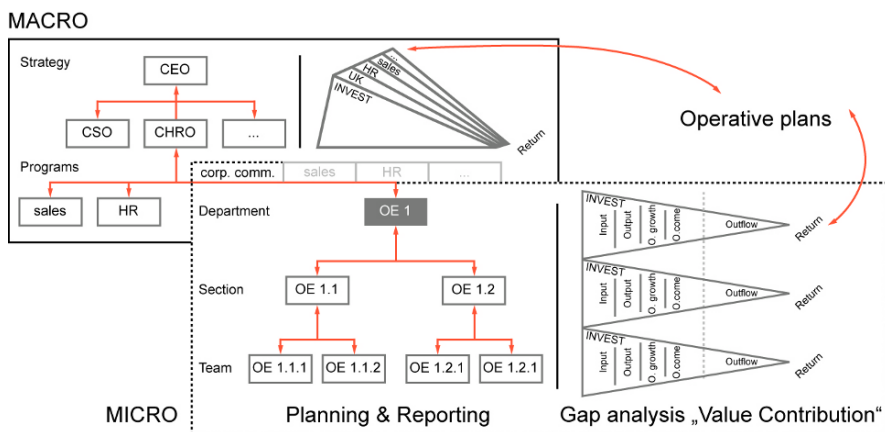 MACRO
Strategy
CEO
CSO
CHRO
...
...
sales
HR
UK
INVEST
Return
Operative plans
Programs
corp. comm.
sales
HR
...
sales
HR
Department
OE 1
Section
OE 1.1
OE 1.2
Team
OE 1.1.1
OE 1.1.2
OE 1.2.1
OE 1.2.1
INVEST
Input
Output
O. growth
O.come
Outflow
Return
INVEST
Input
Output
O. growth
O.come
Outflow
Return
INVEST
Input
Output
O. growth
O.come
Outflow
Return
MICRO
Planning & Reporting
Gap analysis „Value Contribution“